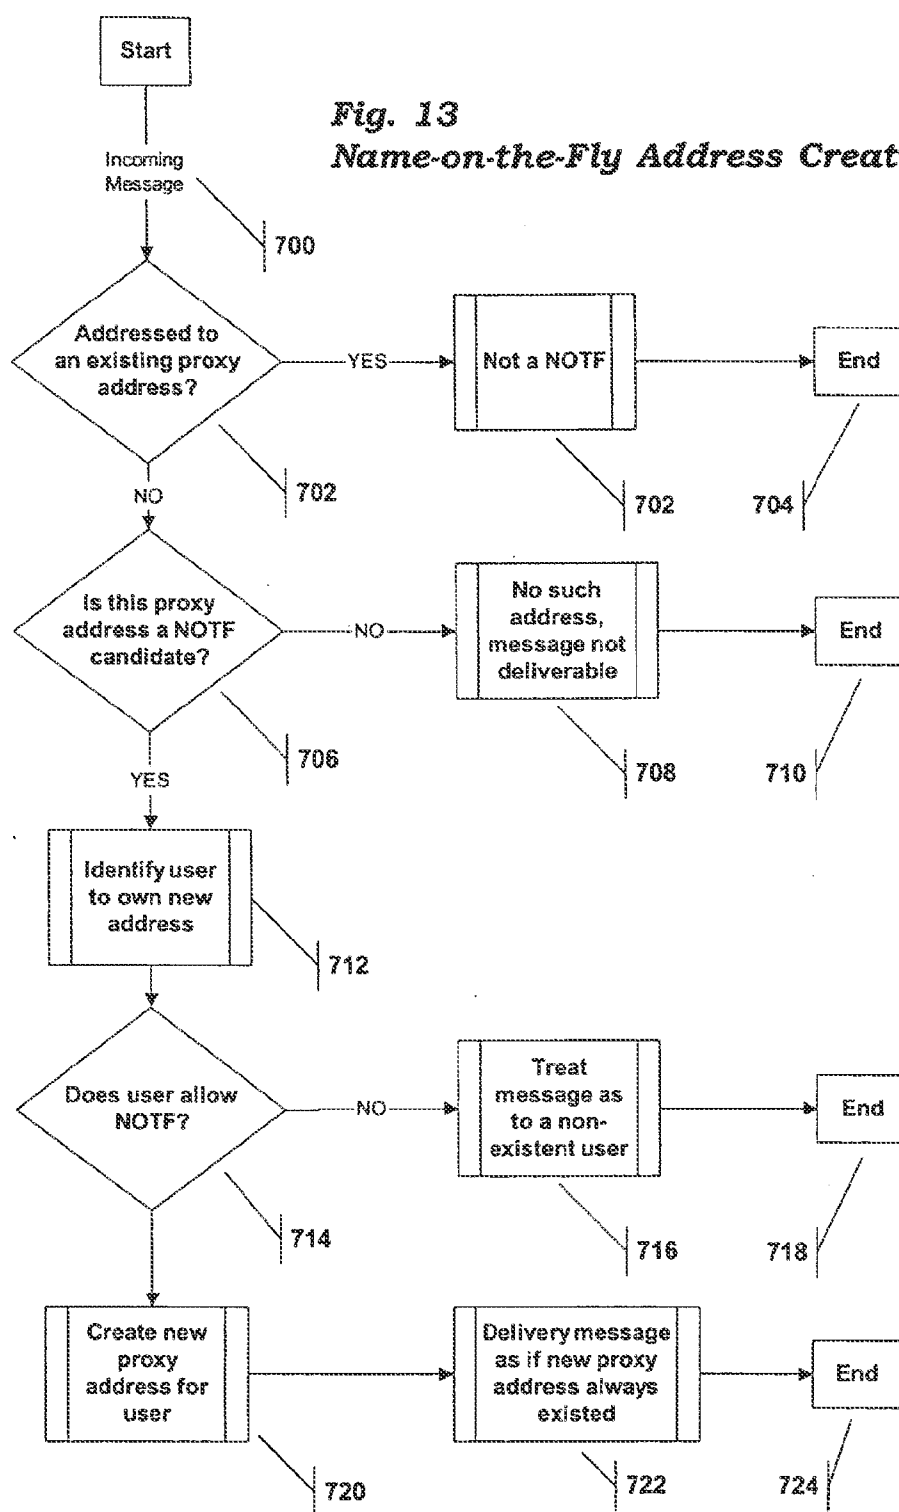 Start
Fig. 13
Name-on-the-Fly Address Creat
Incoming
Message
700
Addressed to
an existing proxy
address?
YES
Not a NOTF
End
702
702
704
NO
Is this proxy
address a NOTF
candidate?
NO
No such
address,
message not
deliverable
End
706
708
710
YES
Identify user
to own new
address
712
Does user allow
NOTF?
NO
Treat
message as
to a non-
existent user
End
714
716
718
Create new
proxy
address for
user
Delivery message
as if new proxy
address always
existed
End
720
722
724